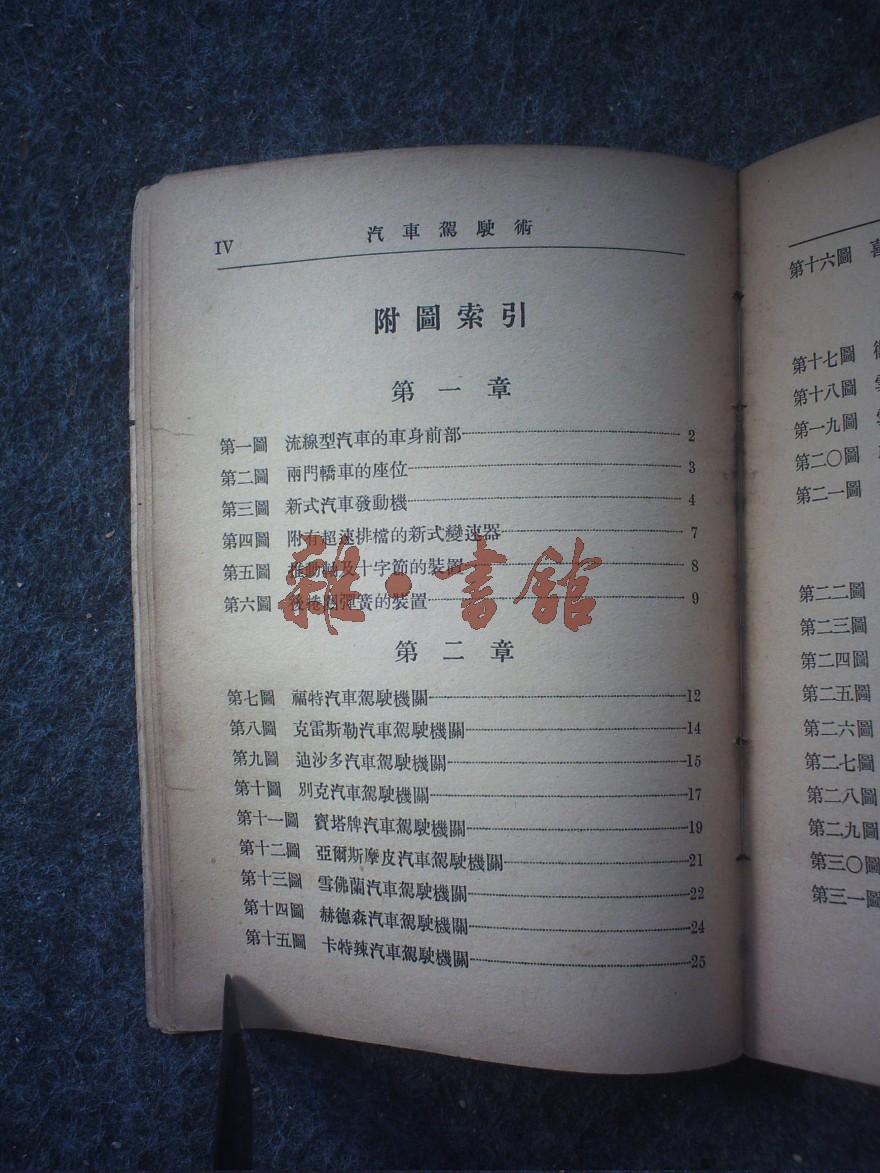 IV 汽車駕駛術
附圖索引
第一章
第一圖 流線型汽車的車身前部 2
第二圖 兩門轎車的座位 3
第三圖 新式汽車發動機 4
第四圖 附有超速排檔的新式變速器 7
第五圖 推動軸及十字節的裝置 8
第六圖 後捲圈彈簧的裝置 9
雜·書館
第二章
第七圖 福特汽車駕駛機關 12
第八圖 克雷斯勒汽車駕駛機關 14
第九圖 迪沙多汽車駕駛機關 15
第十圖 別克汽車駕駛機關 17
第十一圖 寶塔牌汽車駕駛機關 19
第十二圖 亞爾斯摩皮汽車駕駛機關 21
第十三圖 雪佛蘭汽車駕駛機關 22
第十四圖 赫德森汽車駕駛機關 24
第十五圖 卡特辣汽車駕駛機關 25
第十六圖
第十七圖
第十八圖
第一九圖
第二〇圖
第二一圖
第二二圖
第二三圖
第二四圖
第二五圖
第二六圖
第二七圖
第二八圖
第二九圖
第三〇圖
第三一圖